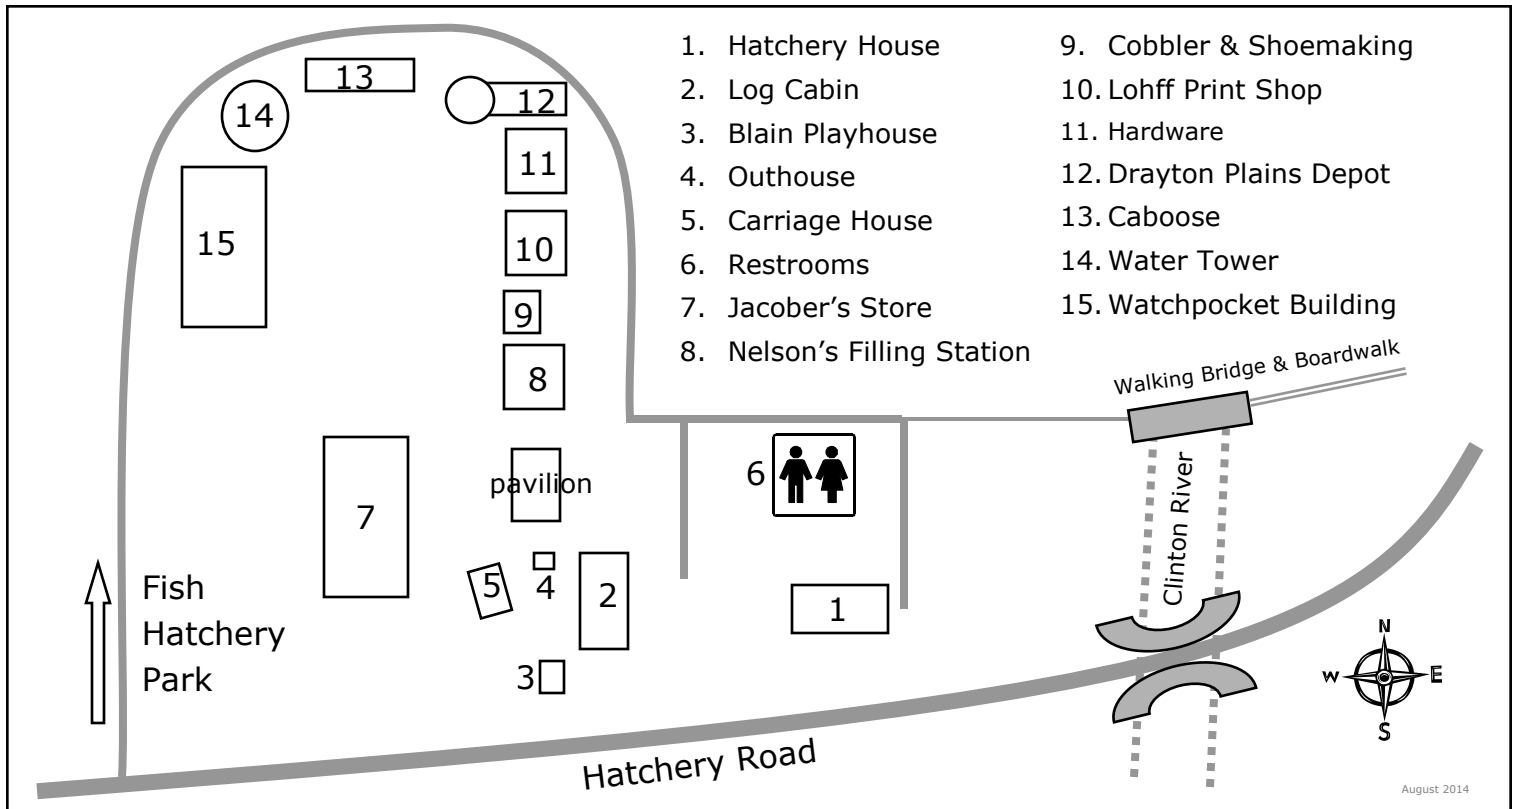 1. Hatchery House
2. Log Cabin
3. Blain Playhouse
4. Outhouse
5. Carriage House
6. Restrooms
7. Jacober’s Store
8. Nelson’s Filling Station
9. Cobbler & Shoemaking
10. Lohff Print Shop
11. Hardware
12. Drayton Plains Depot
13. Caboose
14. Water Tower
15. Watchpocket Building
13
12
14
11
15
10
9
8
Walking Bridge & Boardwalk
pavilion
6
7
Clinton River
5
4
2
1
3
Fish
Hatchery
Park
Hatchery Road
N
W
E
S
August 2014